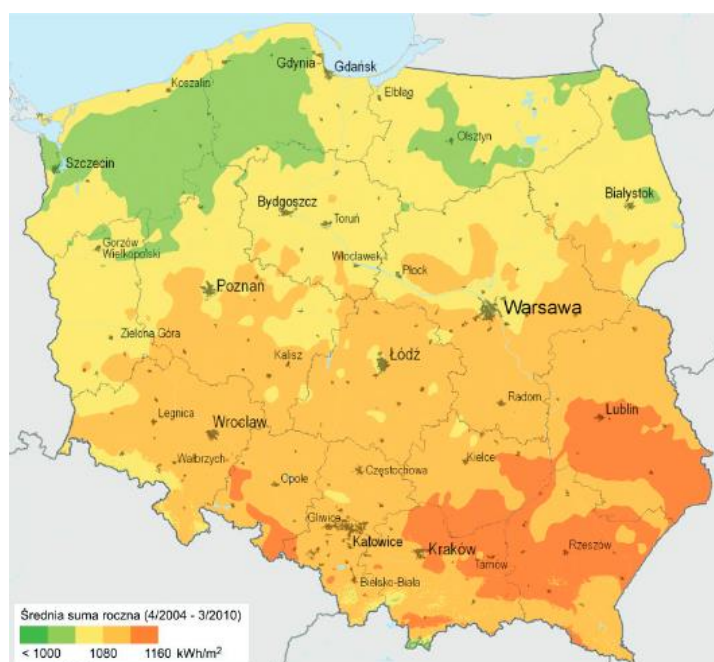 Gdynia
Gdańsk
Koszalin
Elbląg
Olsztyn
Szczecin
Białystok
Bydgoszcz
Toruń
Gorzów
Wielkopolski
Włocławek
Płock
Poznań
Warsawa
Zielona Góra
Kalisz
Łódź
Radom
Lublin
Legnica
Wrocław
Wałbrzych
Opole
Częstochowa
Kielce
Gliwice
Katowice
Kraków
Tarnów
Rzeszów
Bielsko-Biała
Średnia suma roczna (4/2004 - 3/2010)
< 1000 1080 1160 kWh/m²